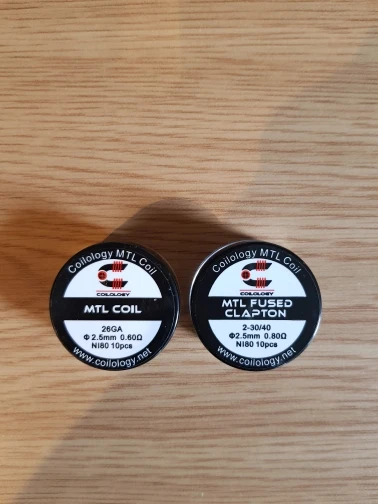 Coilology MTL Coil
COILOLOGY
MTL COIL
26GA
Φ 2.5mm 0.60Ω
NI80 10pcs
www.coilology.net
Coilology MTL Coil
COILOLOGY
MTL FUSED
CLAPTON
2-30/40
Φ2.5mm 0.80Ω
NI80 10pcs
www.coilology.net